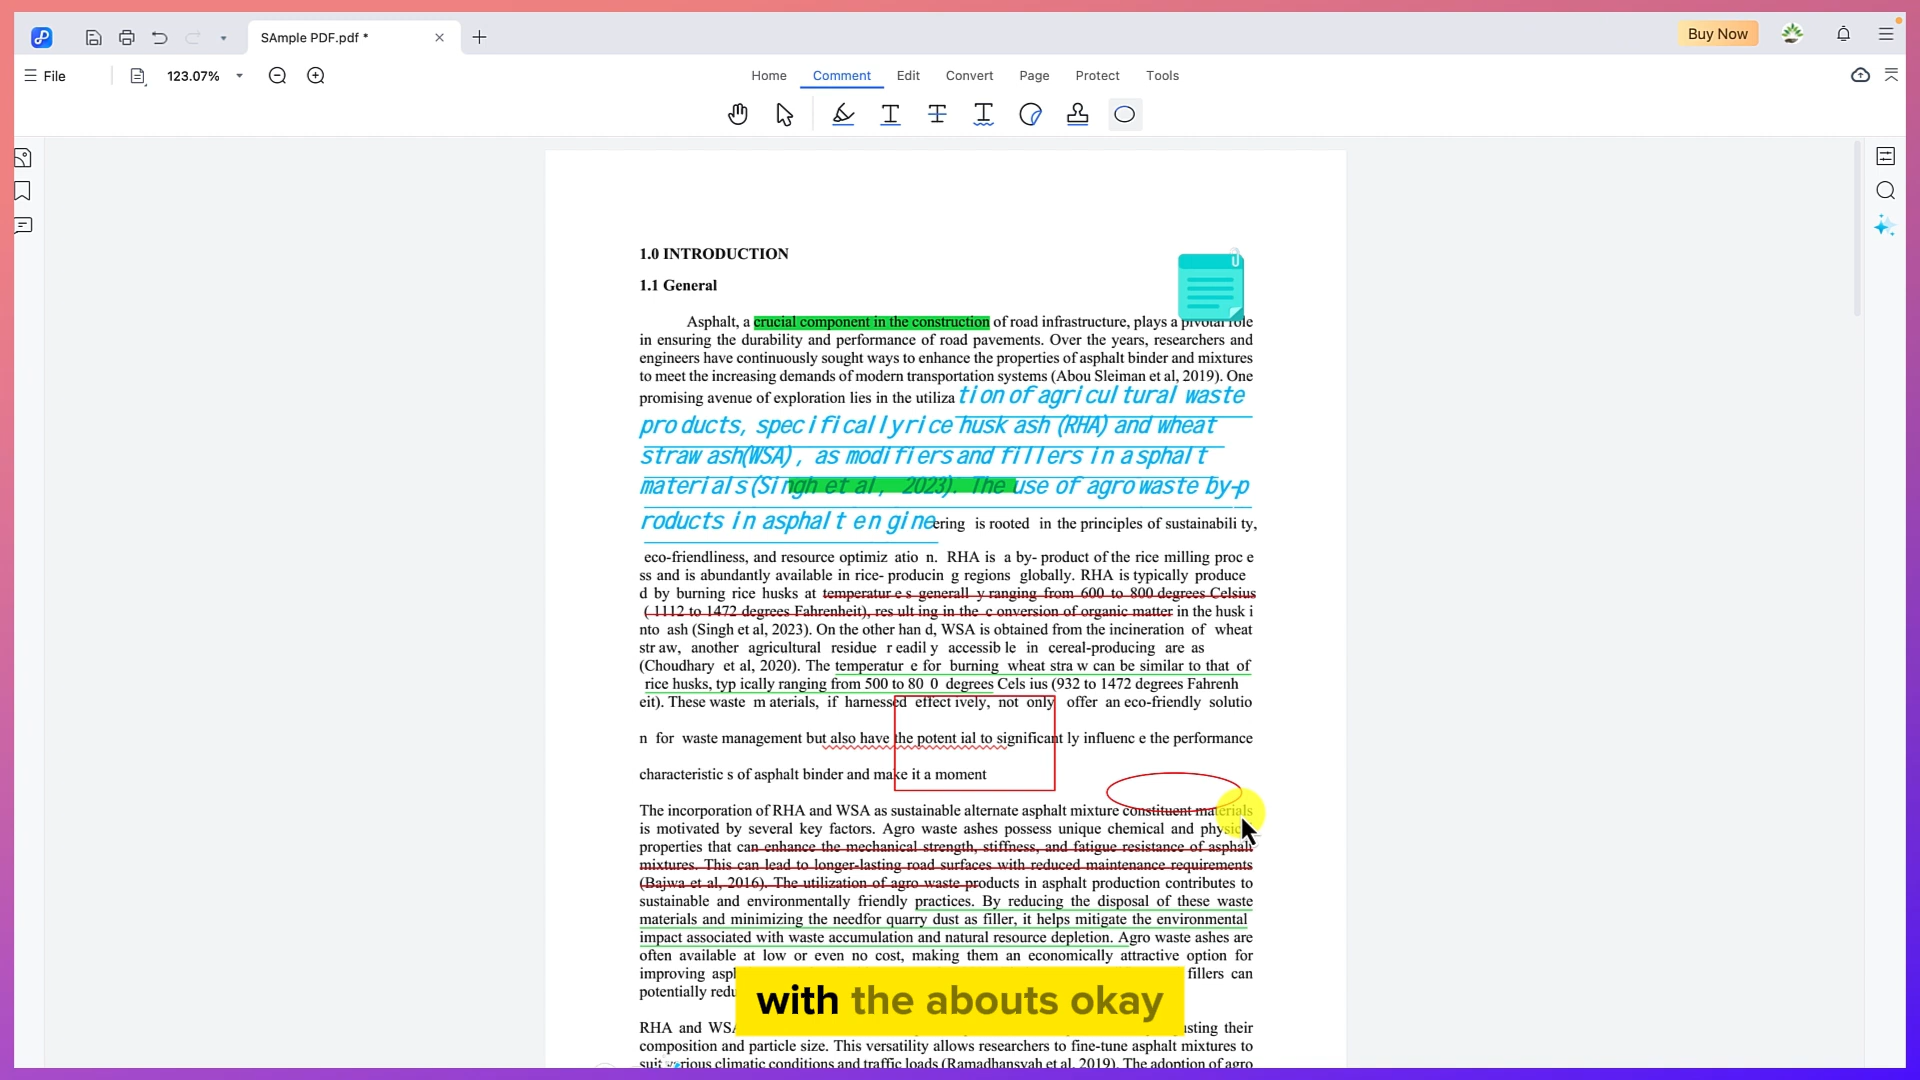 SAmple PDF.pdf *
Buy Now
File
123.07%
Home
Comment
Edit
Convert
Page
Protect
Tools
1.0 INTRODUCTION
1.1 General
Asphalt, a crucial component in the construction of road infrastructure, plays a pivotal role
in ensuring the durability and performance of road pavements. Over the years, researchers and
engineers have continuously sought ways to enhance the properties of asphalt binder and mixtures
to meet the increasing demands of modern transportation systems (Abou Sleiman et al, 2019). One
promising avenue of exploration lies in the utiliza tion of agricultural waste
pro ducts, specifically rice husk ash (RHA) and wheat
straw ash(WSA), as modifiers and fillers in asphalt
materials (Singh et al, 2023). The use of agro waste by-p
roducts in asphalt engine ering is rooted in the principles of sustainabili ty,
eco-friendliness, and resource optimiz atio n. RHA is a by- product of the rice milling proc e
ss and is abundantly available in rice- producin g regions globally. RHA is typically produce
d by burning rice husks at temperatur e s generall y ranging from 600 to 800 degrees Celsius
( 1112 to 1472 degrees Fahrenheit), res ult ing in the c onversion of organic matter in the husk i
nto ash (Singh et al, 2023). On the other han d, WSA is obtained from the incineration of wheat
str aw, another agricultural residue r eadil y accessib le in cereal-producing are as
(Choudhary et al, 2020). The temperatur e for burning wheat stra w can be similar to that of
rice husks, typ ically ranging from 500 to 80 0 degrees Cels ius (932 to 1472 degrees Fahrenh
eit). These waste m aterials, if harnessed effect ively, not only offer an eco-friendly solutio
n for waste management but also have the potent ial to significant ly influenc e the performance
characteristic s of asphalt binder and make it a moment
The incorporation of RHA and WSA as sustainable alternate asphalt mixture constituent materials
is motivated by several key factors. Agro waste ashes possess unique chemical and
properties that can enhance the mechanical strength, stiffness, and fatigue resistance of asphalt
mixtures. This can lead to longer-lasting road surfaces with reduced maintenance requirements
(Bajwa et al, 2016). The utilization of agro waste products in asphalt production contributes to
sustainable and environmentally friendly practices. By reducing the disposal of these waste
materials and minimizing the needfor quarry dust as filler, it helps mitigate the environmental
impact associated with waste accumulation and natural resource depletion. Agro waste ashes are
often available at low or even no cost, making them an economically attractive option for
improving fillers can
potentially
with the abouts okay
RHA and their
composition and particle size. This versatility allows researchers to fine-tune asphalt mixtures to
climatic conditions and traffic loads (Ramadhansyah et al, 2019). The adoption of agro